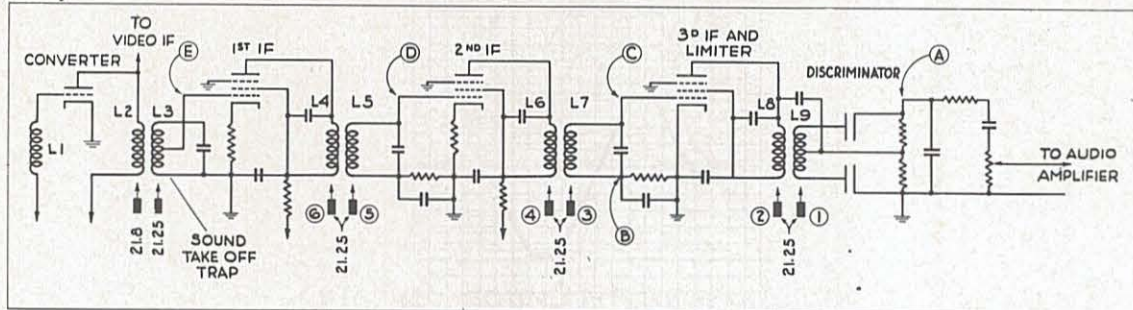 TO
VIDEO IF
CONVERTER
E
1ST IF
D
2ND IF
C
3D IF AND
LIMITER
DISCRIMINATOR
A
L1
L2
L3
L4
L5
L6
L7
L8
L9
TO AUDIO
AMPLIFIER
21.8
21.25
SOUND
TAKE OFF
TRAP
6
5
21.25
4
3
21.25
B
2
1
21.25